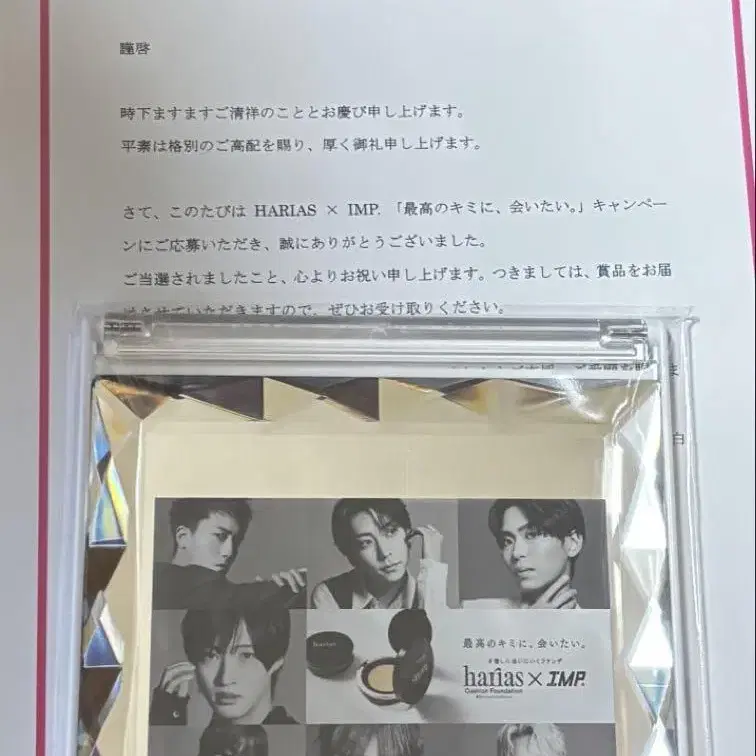 謹啓
時下ますますご清祥のこととお慶び申し上げます。
平素は格別のご高配を賜り、厚く御礼申し上げます。
さて、このたびは HARIAS × IMP. 「最高のキミに、会いたい。」キャンペー
ンにご応募いただき、誠にありがとうございました。
ご当選されましたこと、心よりお祝い申し上げます。つきましては、賞品をお届
けさせていただきますので、ぜひお受け取りください。
ま
白
最高のキミに、会いたい。
harias × IMP.
Cushion Foundation
harias